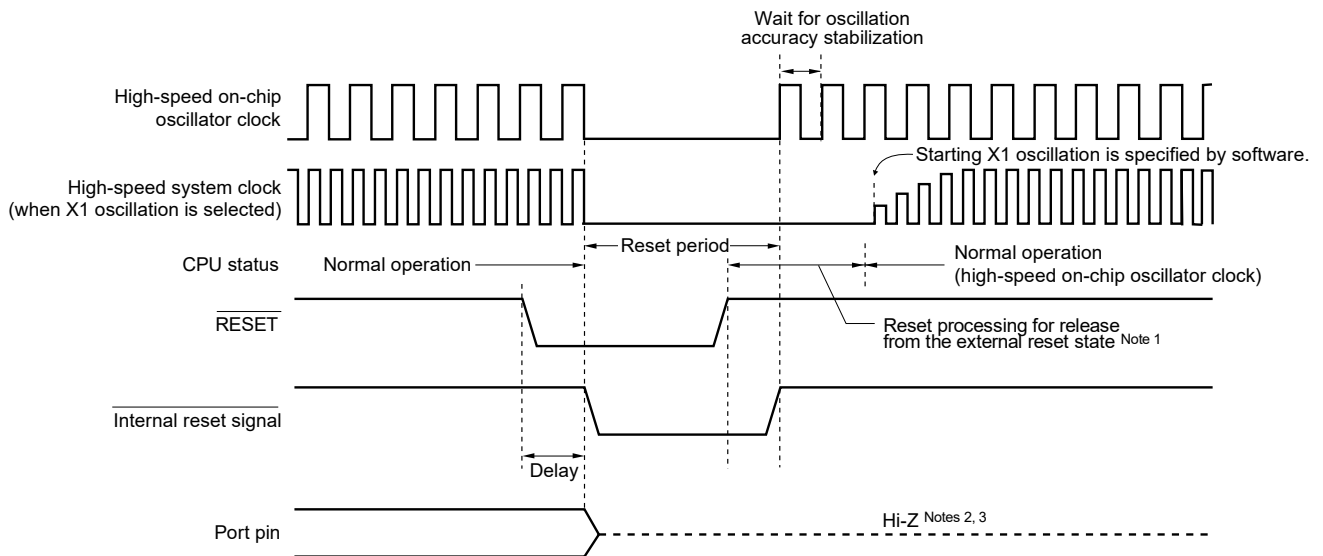 Wait for oscillation
accuracy stabilization
High-speed on-chip
oscillator clock
Starting X1 oscillation is specified by software.
High-speed system clock
(when X1 oscillation is selected)
Reset period
CPU status
Normal operation
Normal operation
(high-speed on-chip oscillator clock)
RESET
Reset processing for release
from the external reset state Note 1
Internal reset signal
Delay
Port pin
Hi-Z Notes 2, 3